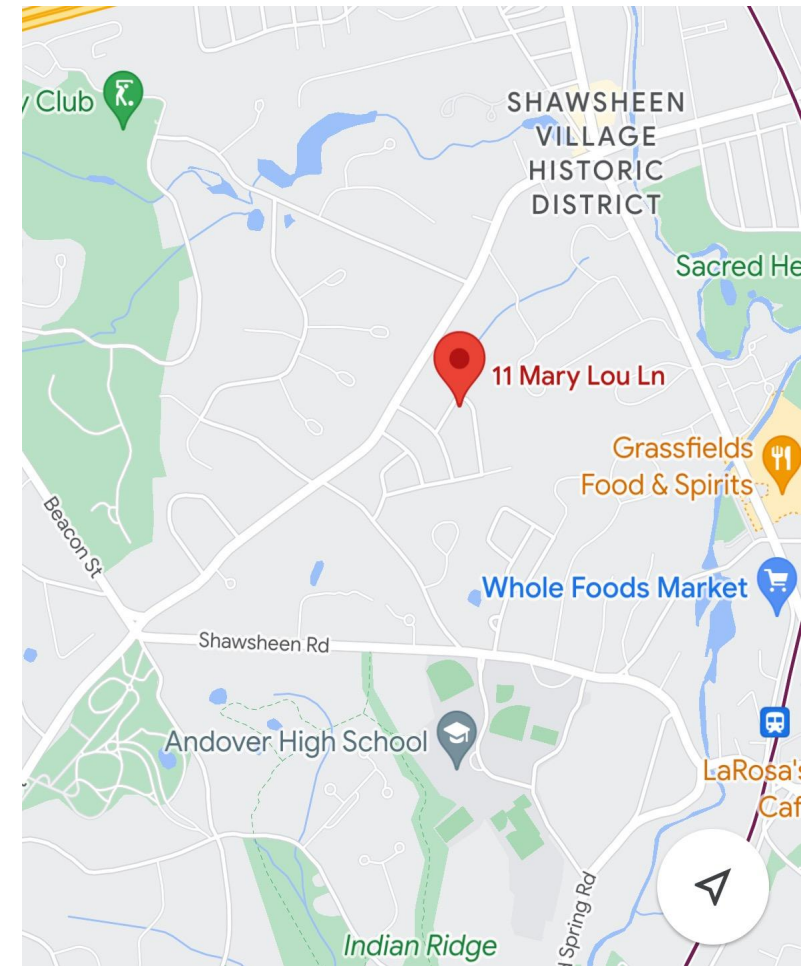 y Club
SHAWSHEEN
VILLAGE
HISTORIC
DISTRICT
Sacred He
11 Mary Lou Ln
Grassfields
Food & Spirits
Beacon St
Whole Foods Market
Shawsheen Rd
Andover High School
LaRosa's
Caf
Indian Ridge
d Spring Rd